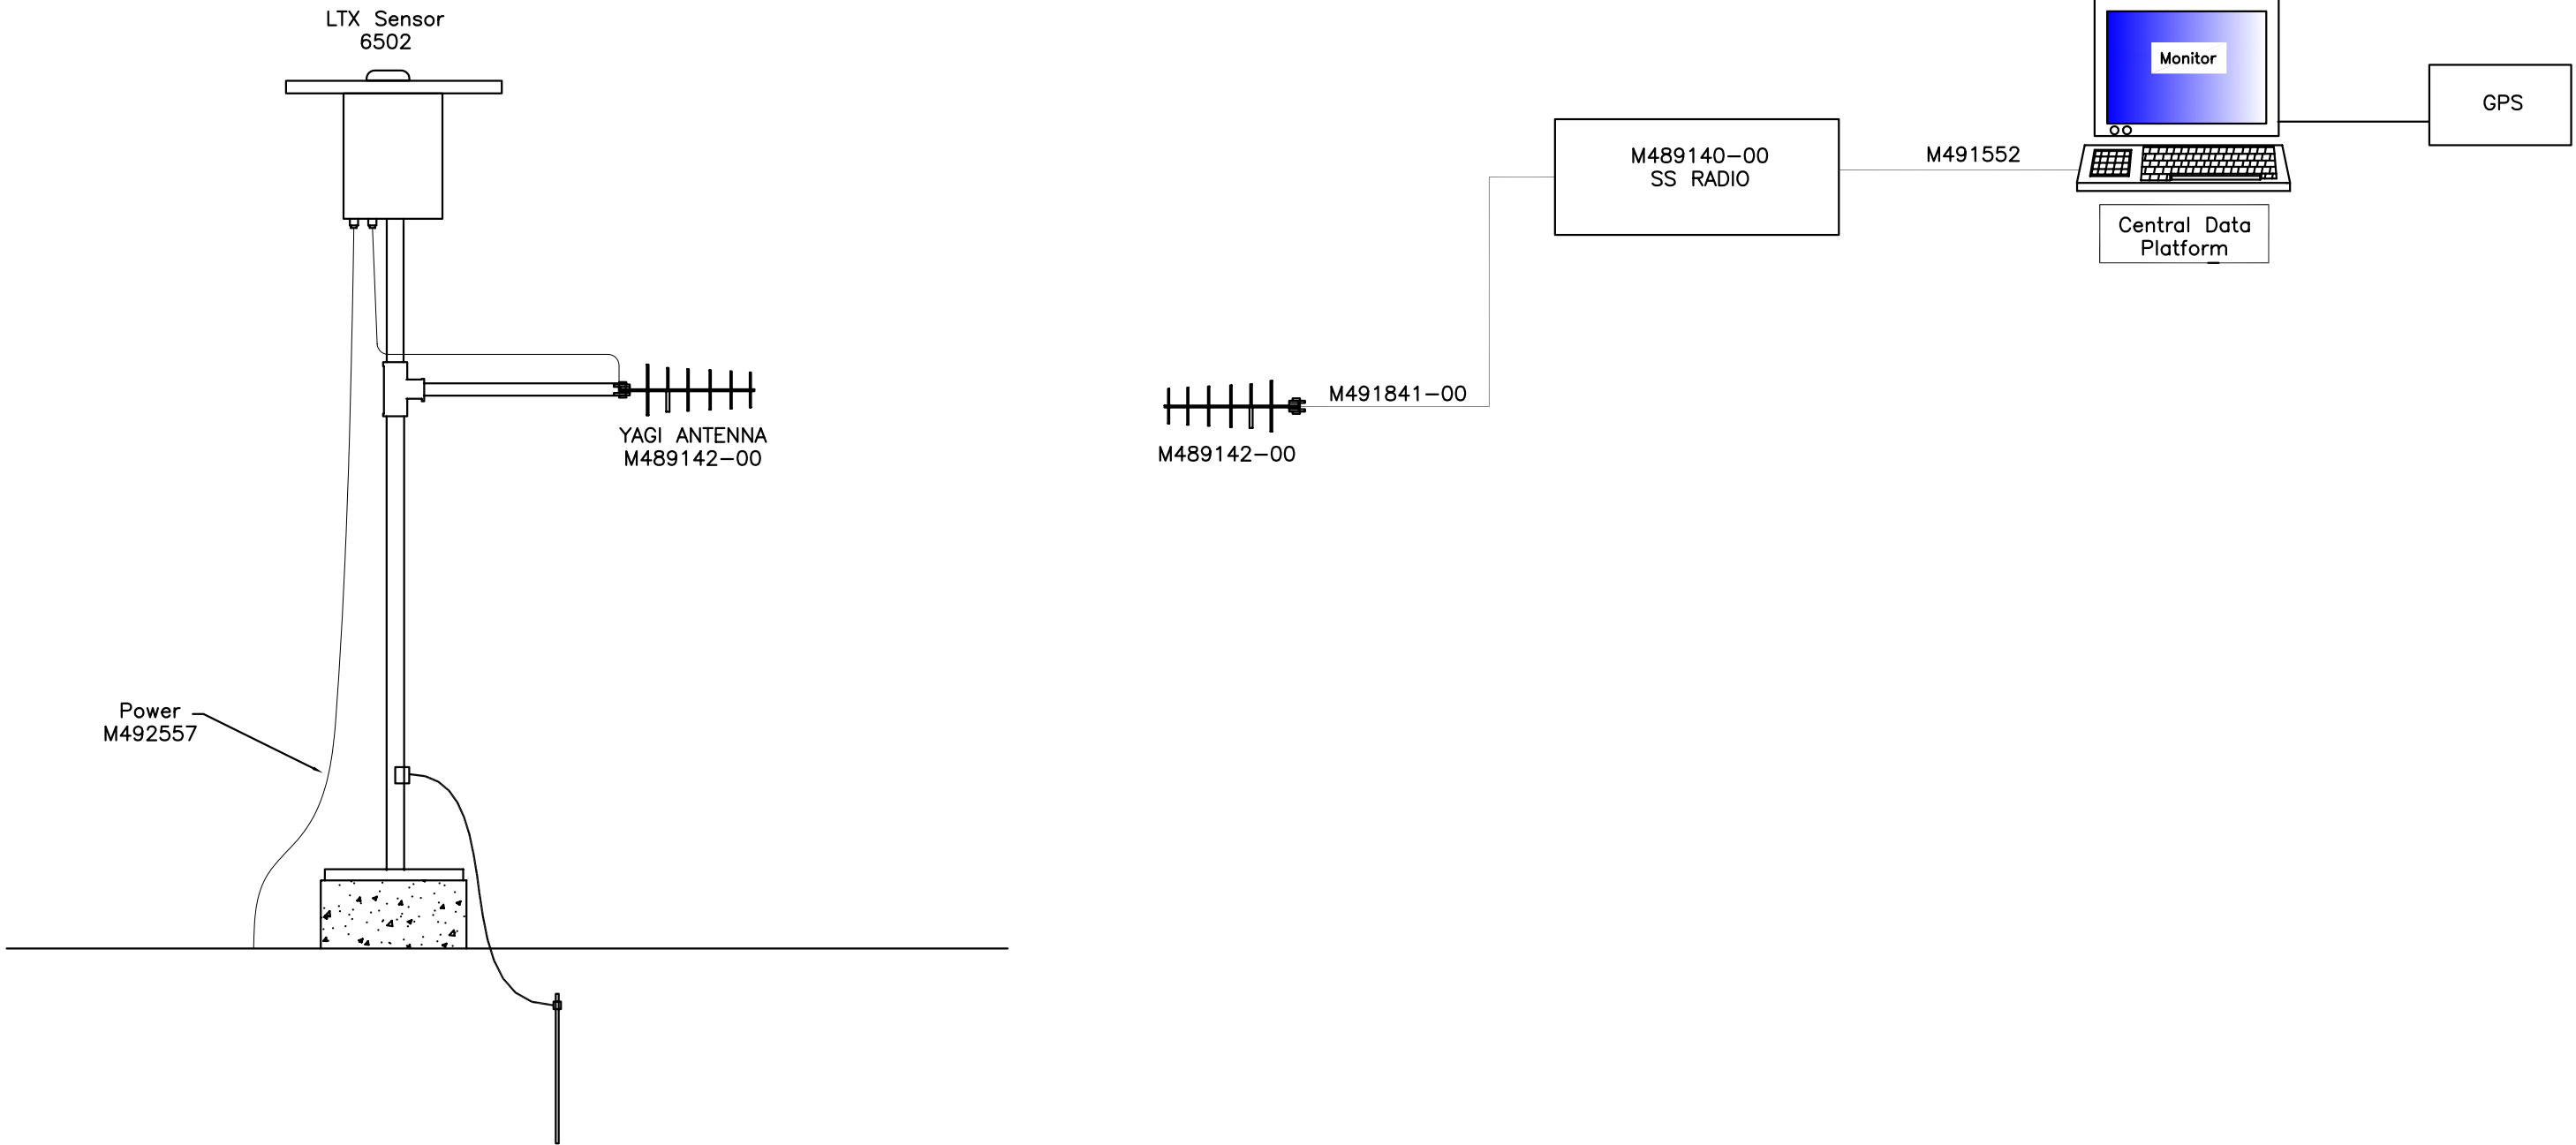 LTX Sensor
6502
YAGI ANTENNA
M489142-00
Power
M492557
M489142-00
M491841-00
M489140-00
SS RADIO
M491552
Monitor
Central Data
Platform
GPS